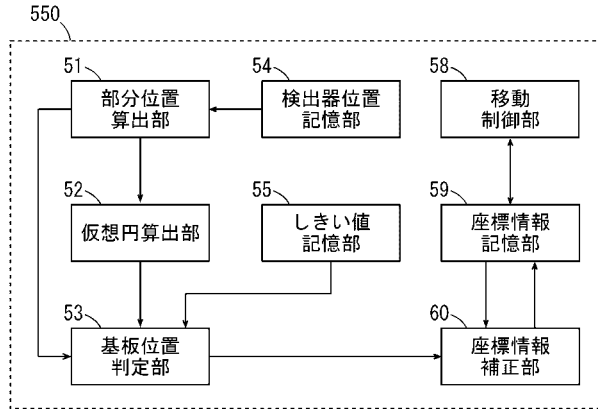 550
51
部分位置
算出部
54
検出器位置
記憶部
58
移動
制御部
52
仮想円算出部
55
しきい値
記憶部
59
座標情報
記憶部
53
基板位置
判定部
60
座標情報
補正部